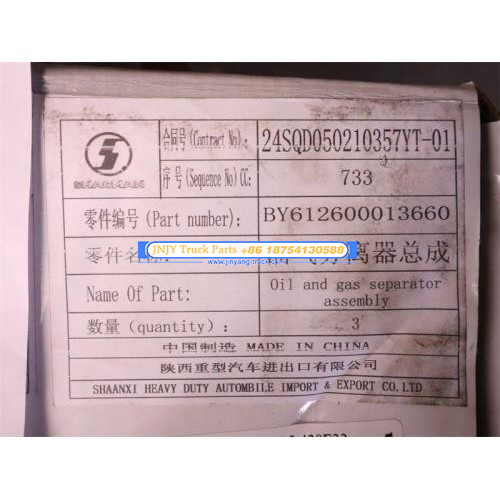 SHACMAN
合同号(Contract No): 24SQD050210357YT-01
序号(Sequence No) CC: 733
零件编号(Part number): BY612600013660
零件名称:
离器总成
JNJY Truck Parts +86 18754130588
www.jinyang-truck
Name Of Part: Oil and gas separator assembly
数量(quantity): 3
中国制造 MADE IN CHINA
陕西重型汽车进出口有限公司
SHAANXI HEAVY DUTY AUTOMBILE IMPORT & EXPORT CO.LTD